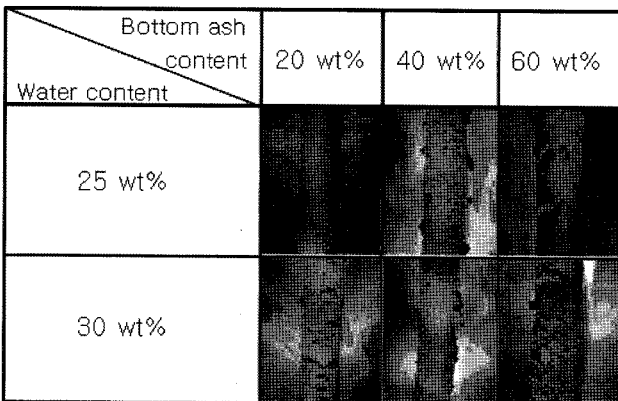 Bottom ash
content
Water content
20 wt%
40 wt%
60 wt%
25 wt%
30 wt%